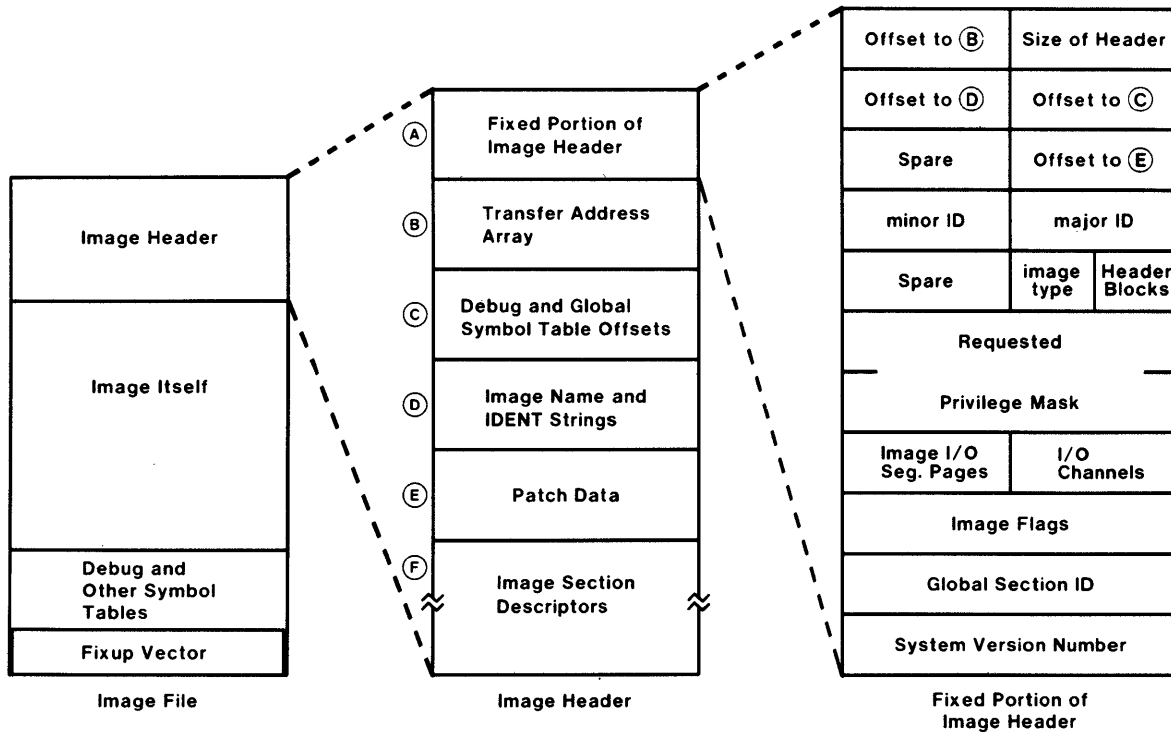 Image Header
Image Itself
Debug and
Other Symbol
Tables
Fixup Vector
Image File
A
Fixed Portion of
Image Header
B
Transfer Address
Array
C
Debug and Global
Symbol Table Offsets
D
Image Name and
IDENT Strings
E
Patch Data
F
Image Section
Descriptors
Image Header
Offset to B
Size of Header
Offset to D
Offset to C
Spare
Offset to E
minor ID
major ID
Spare
image
type
Header
Blocks
Requested
Privilege Mask
Image I/O
Seg. Pages
I/O
Channels
Image Flags
Global Section ID
System Version Number
Fixed Portion of
Image Header